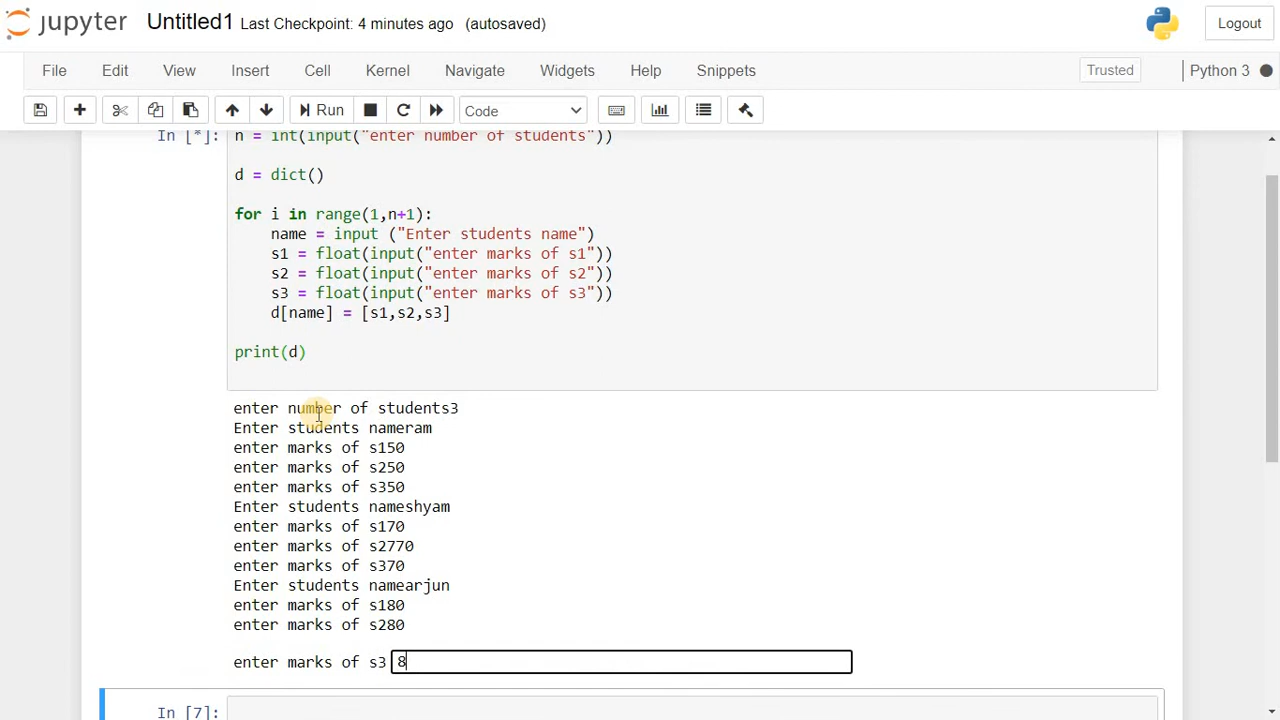 jupyter Untitled1 Last Checkpoint: 4 minutes ago (autosaved) Logout
File Edit View Insert Cell Kernel Navigate Widgets Help Snippets Trusted Python 3
Run Code
In [*]: n = int(input("enter number of students"))
d = dict()
for i in range(1,n+1):
name = input ("Enter students name")
s1 = float(input("enter marks of s1"))
s2 = float(input("enter marks of s2"))
s3 = float(input("enter marks of s3"))
d[name] = [s1,s2,s3]
print(d)
enter number of students3
Enter students nameram
enter marks of s150
enter marks of s250
enter marks of s350
Enter students nameshyam
enter marks of s170
enter marks of s2770
enter marks of s370
Enter students namearjun
enter marks of s180
enter marks of s280
enter marks of s3 8
In [7]: